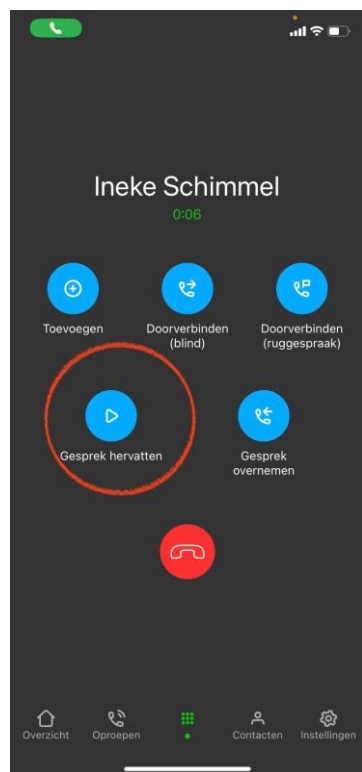 Ineke Schimmel
0:06
Toevoegen
Doorverbinden
(blind)
Doorverbinden
(ruggespraak)
Gesprek hervatten
Gesprek
overnemen
Overzicht
Oproepen
Contacten
Instellingen